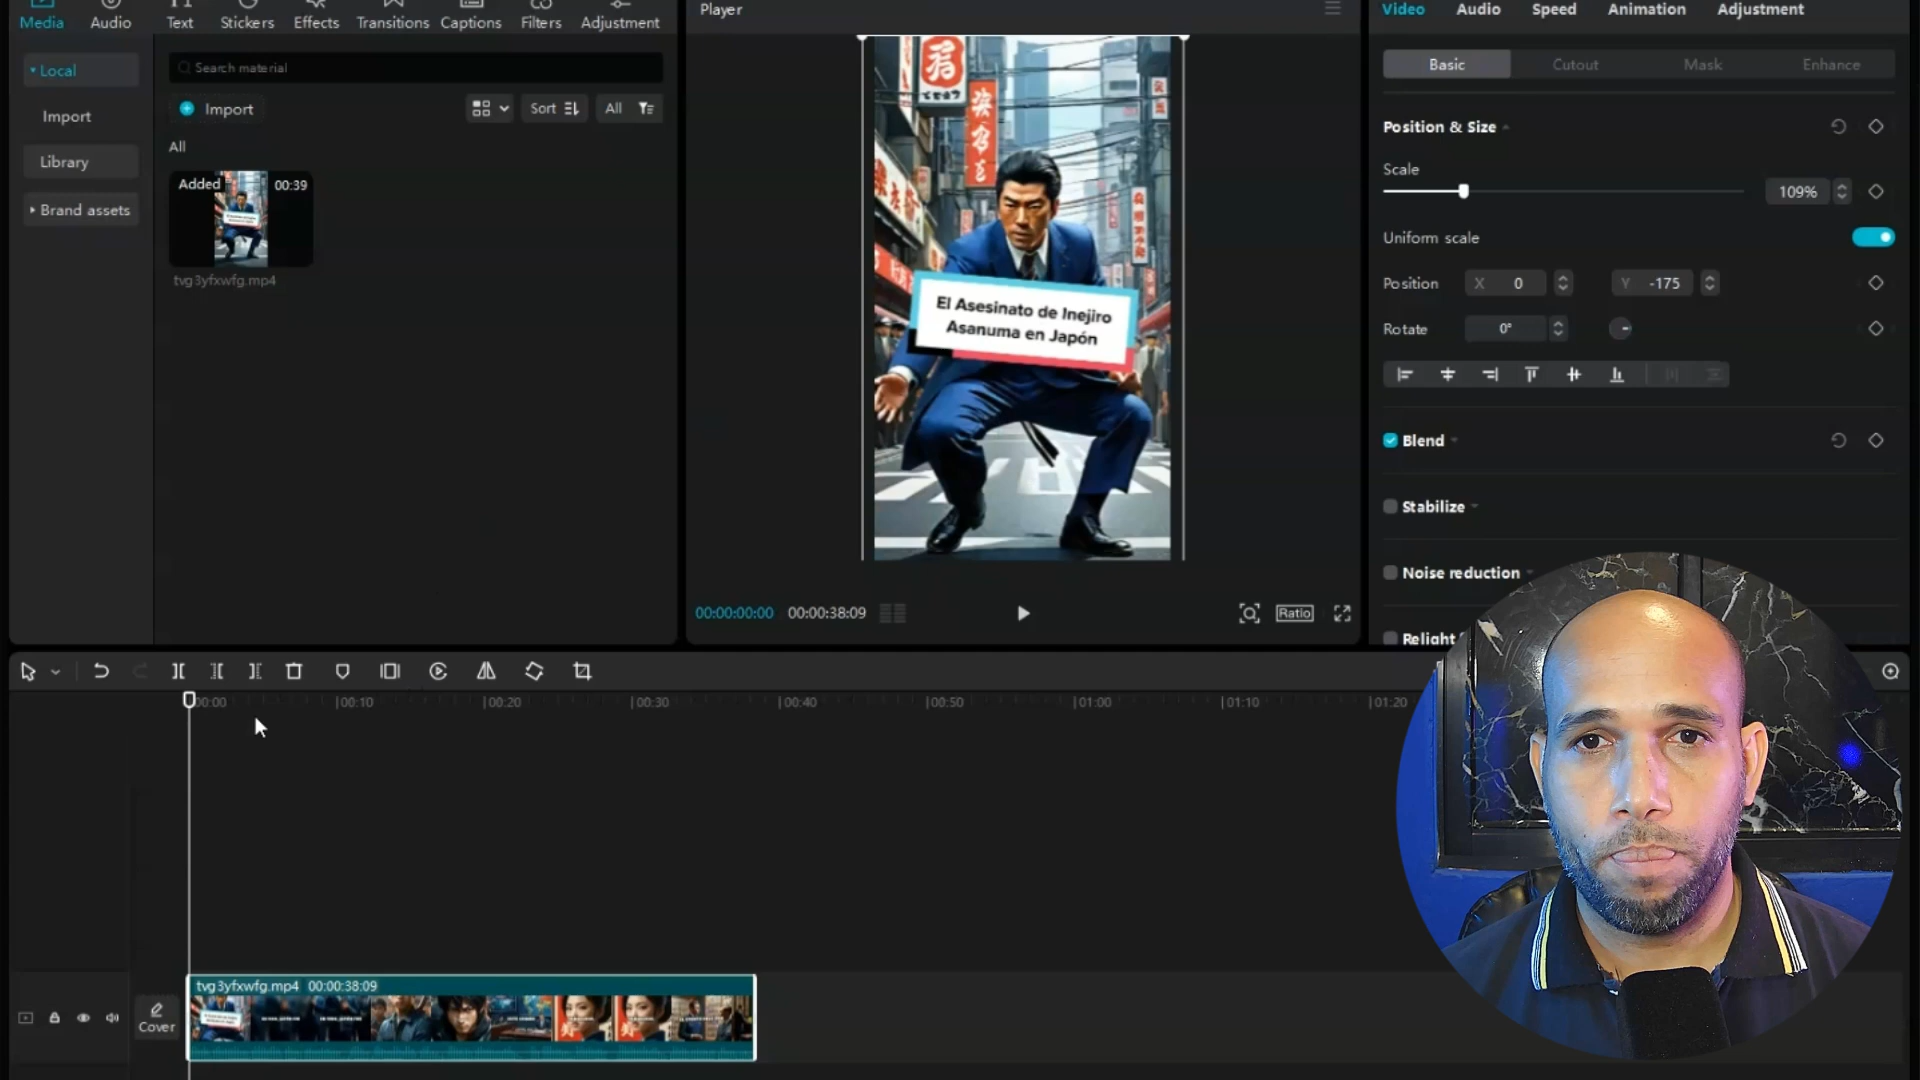 Media
Audio
Text
Stickers
Effects
Transitions
Captions
Filters
Adjustment
Local
Import
Library
Brand assets
Search material
Import
Sort
All
All
Added
00:39
tvg3yfxwfg.mp4
Player
El Asesinato de Inejiro
Asanuma en Japón
00:00:00:00
00:00:38:09
Ratio
Video
Audio
Speed
Animation
Adjustment
Basic
Cutout
Mask
Enhance
Position & Size
Scale
109%
Uniform scale
Position
X 0
Y -175
Rotate
0°
Blend
Stabilize
Noise reduction
Relight
00:00
00:10
00:20
00:30
00:40
00:50
01:00
01:10
01:20
Cover
tvg3yfxwfg.mp4 00:00:38:09